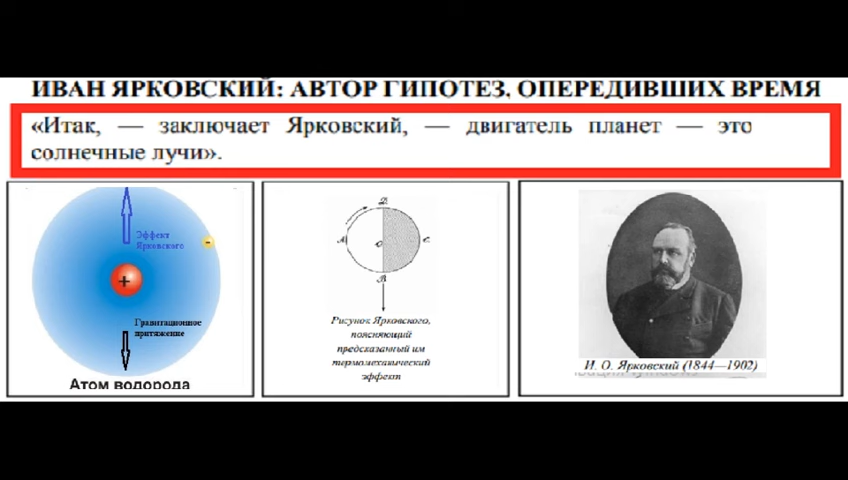 ИВАН ЯРКОВСКИЙ: АВТОР ГИПОТЕЗ, ОПЕРЕДИВШИХ ВРЕМЯ
«Итак, — заключает Ярковский, — двигатель планет — это
солнечные лучи».
Эффект
Ярковского
-
+
Гравитационное
притяжение
Атом водорода
D
A
O
C
B
Рисунок Ярковского,
поясняющий
предсказанный им
термомеханический
эффект
И. О. Ярковский (1844—1902)